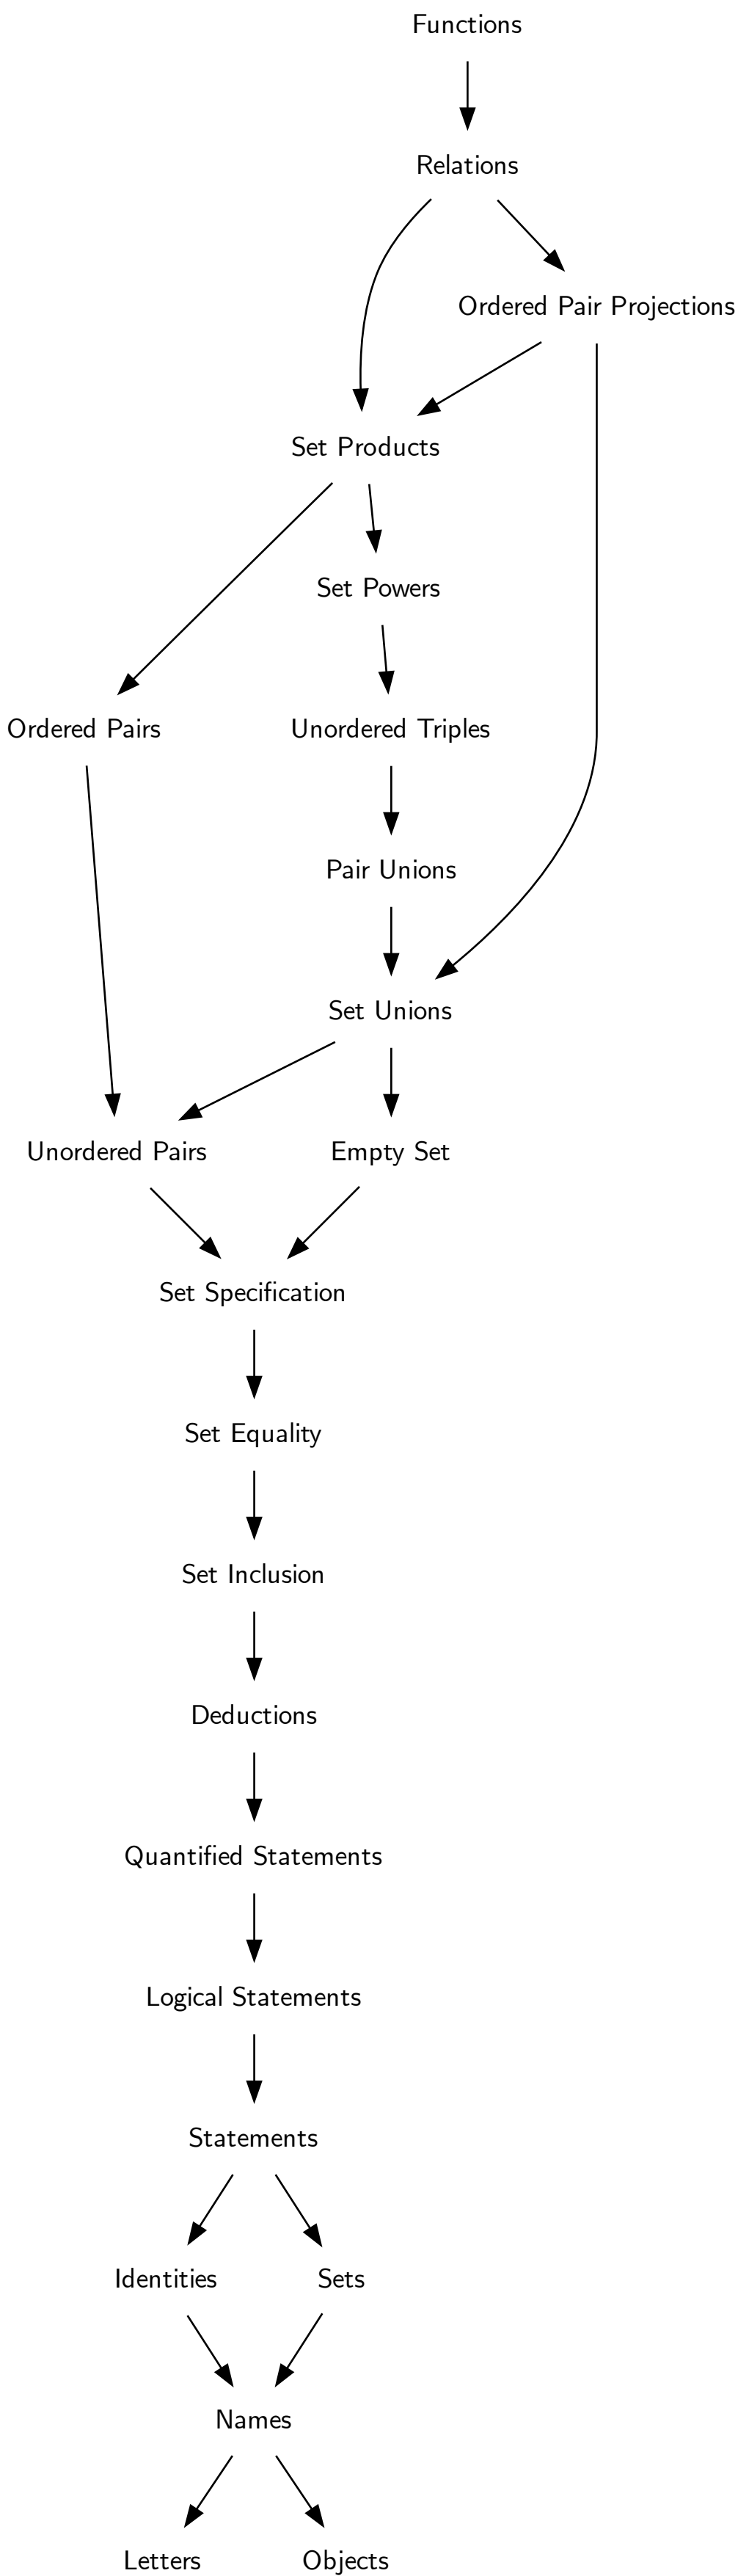 Functions
Relations
Ordered Pair Projections
Set Products
Set Powers
Ordered Pairs
Unordered Triples
Pair Unions
Set Unions
Unordered Pairs
Empty Set
Set Specification
Set Equality
Set Inclusion
Deductions
Quantified Statements
Logical Statements
Statements
Identities
Sets
Names
Letters
Objects